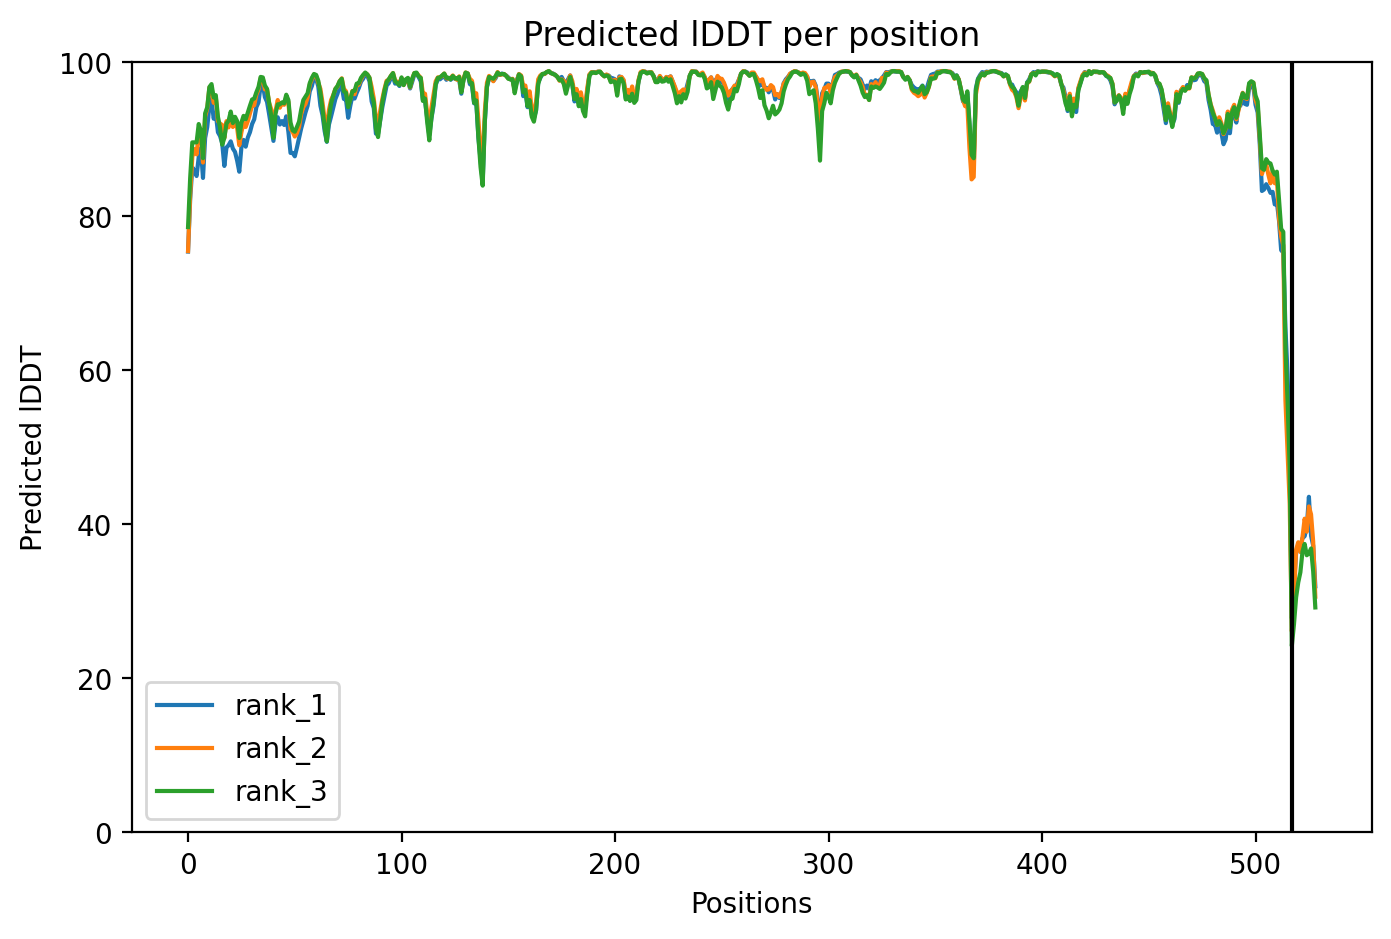 Predicted lDDT per position
100
80
60
40
20
0
Predicted lDDT
rank_1
rank_2
rank_3
0 100 200 300 400 500
Positions